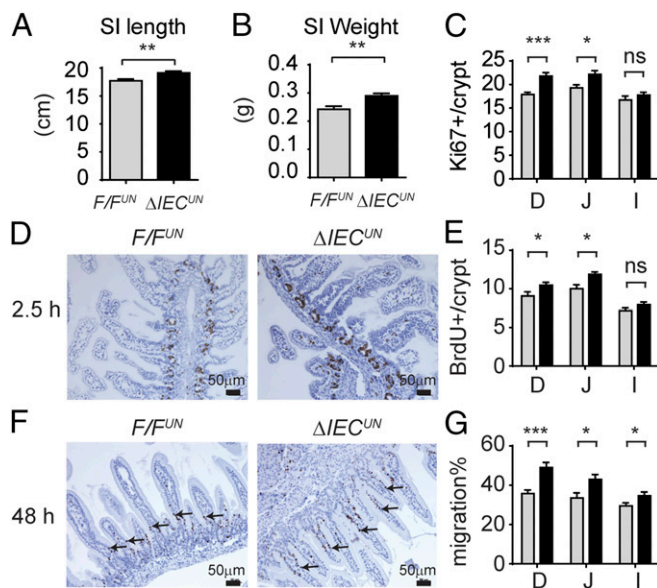 A SI length
**
20
15
10
5
0
(cm)
F/F^UN ΔIEC^UN
B SI Weight
**
0.4
0.3
0.2
0.1
0.0
(g)
F/F^UN ΔIEC^UN
C
*** * ns
25
20
15
10
5
0
Ki67+/crypt
D J I
D F/F^UN ΔIEC^UN
2.5 h
50μm 50μm
E
* * ns
15
10
5
0
BrdU+/crypt
D J I
F F/F^UN ΔIEC^UN
48 h
50μm 50μm
G
*** * *
60
40
20
0
migration%
D J I